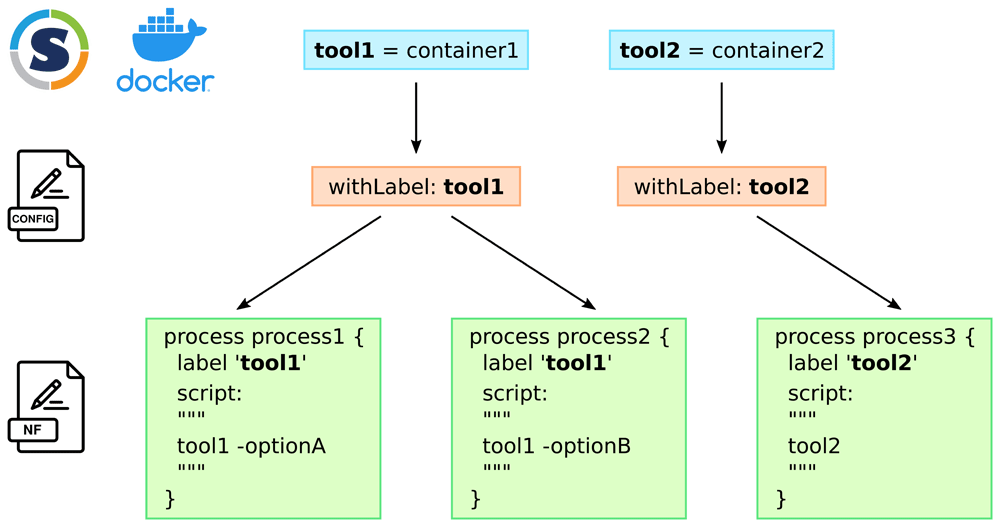 S
docker
tool1 = container1
tool2 = container2
CONFIG
withLabel: tool1
withLabel: tool2
NF
process process1 {
label 'tool1'
script:
"""
tool1 -optionA
"""
}
process process2 {
label 'tool1'
script:
"""
tool1 -optionB
"""
}
process process3 {
label 'tool2'
script:
"""
tool2
"""
}